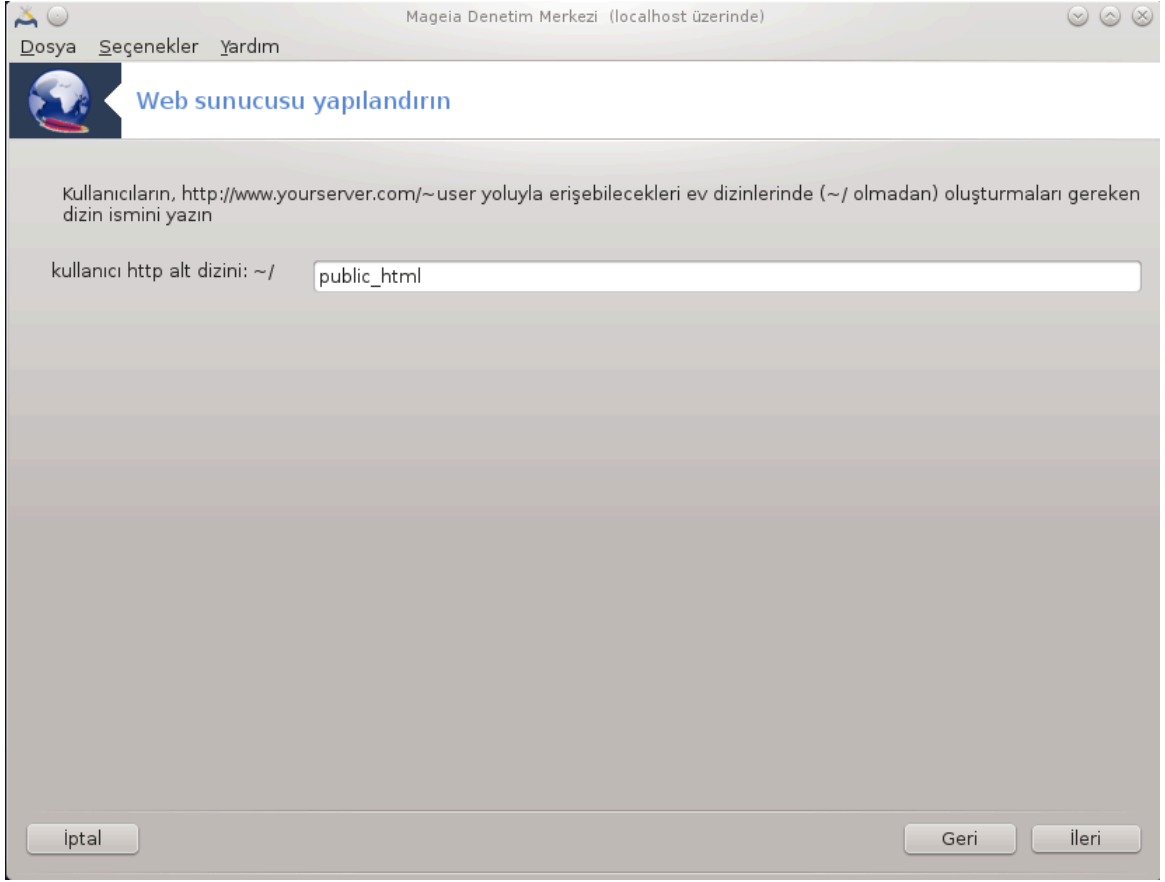 Mageia Denetim Merkezi (localhost üzerinde)
Dosya Seçenekler Yardım
Web sunucusu yapılandırın
Kullanıcıların, http://www.yourserver.com/~user yoluyla erişebilecekleri ev dizinlerinde (~/ olmadan) oluşturmaları gereken
dizin ismini yazın
kullanıcı http alt dizini: ~/ public_html
İptal Geri İleri